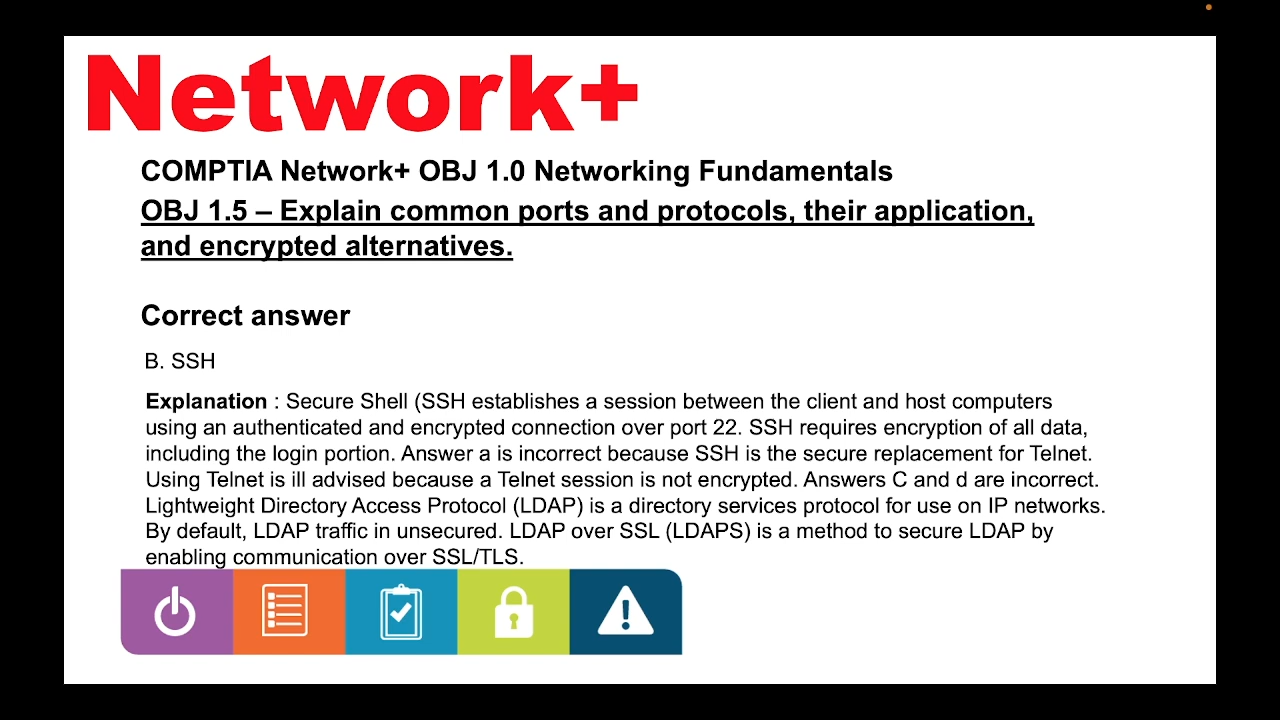 Network+
COMPTIA Network+ OBJ 1.0 Networking Fundamentals
OBJ 1.5 – Explain common ports and protocols, their application,
and encrypted alternatives.
Correct answer
B. SSH
Explanation : Secure Shell (SSH establishes a session between the client and host computers
using an authenticated and encrypted connection over port 22. SSH requires encryption of all data,
including the login portion. Answer a is incorrect because SSH is the secure replacement for Telnet.
Using Telnet is ill advised because a Telnet session is not encrypted. Answers C and d are incorrect.
Lightweight Directory Access Protocol (LDAP) is a directory services protocol for use on IP networks.
By default, LDAP traffic in unsecured. LDAP over SSL (LDAPS) is a method to secure LDAP by
enabling communication over SSL/TLS.